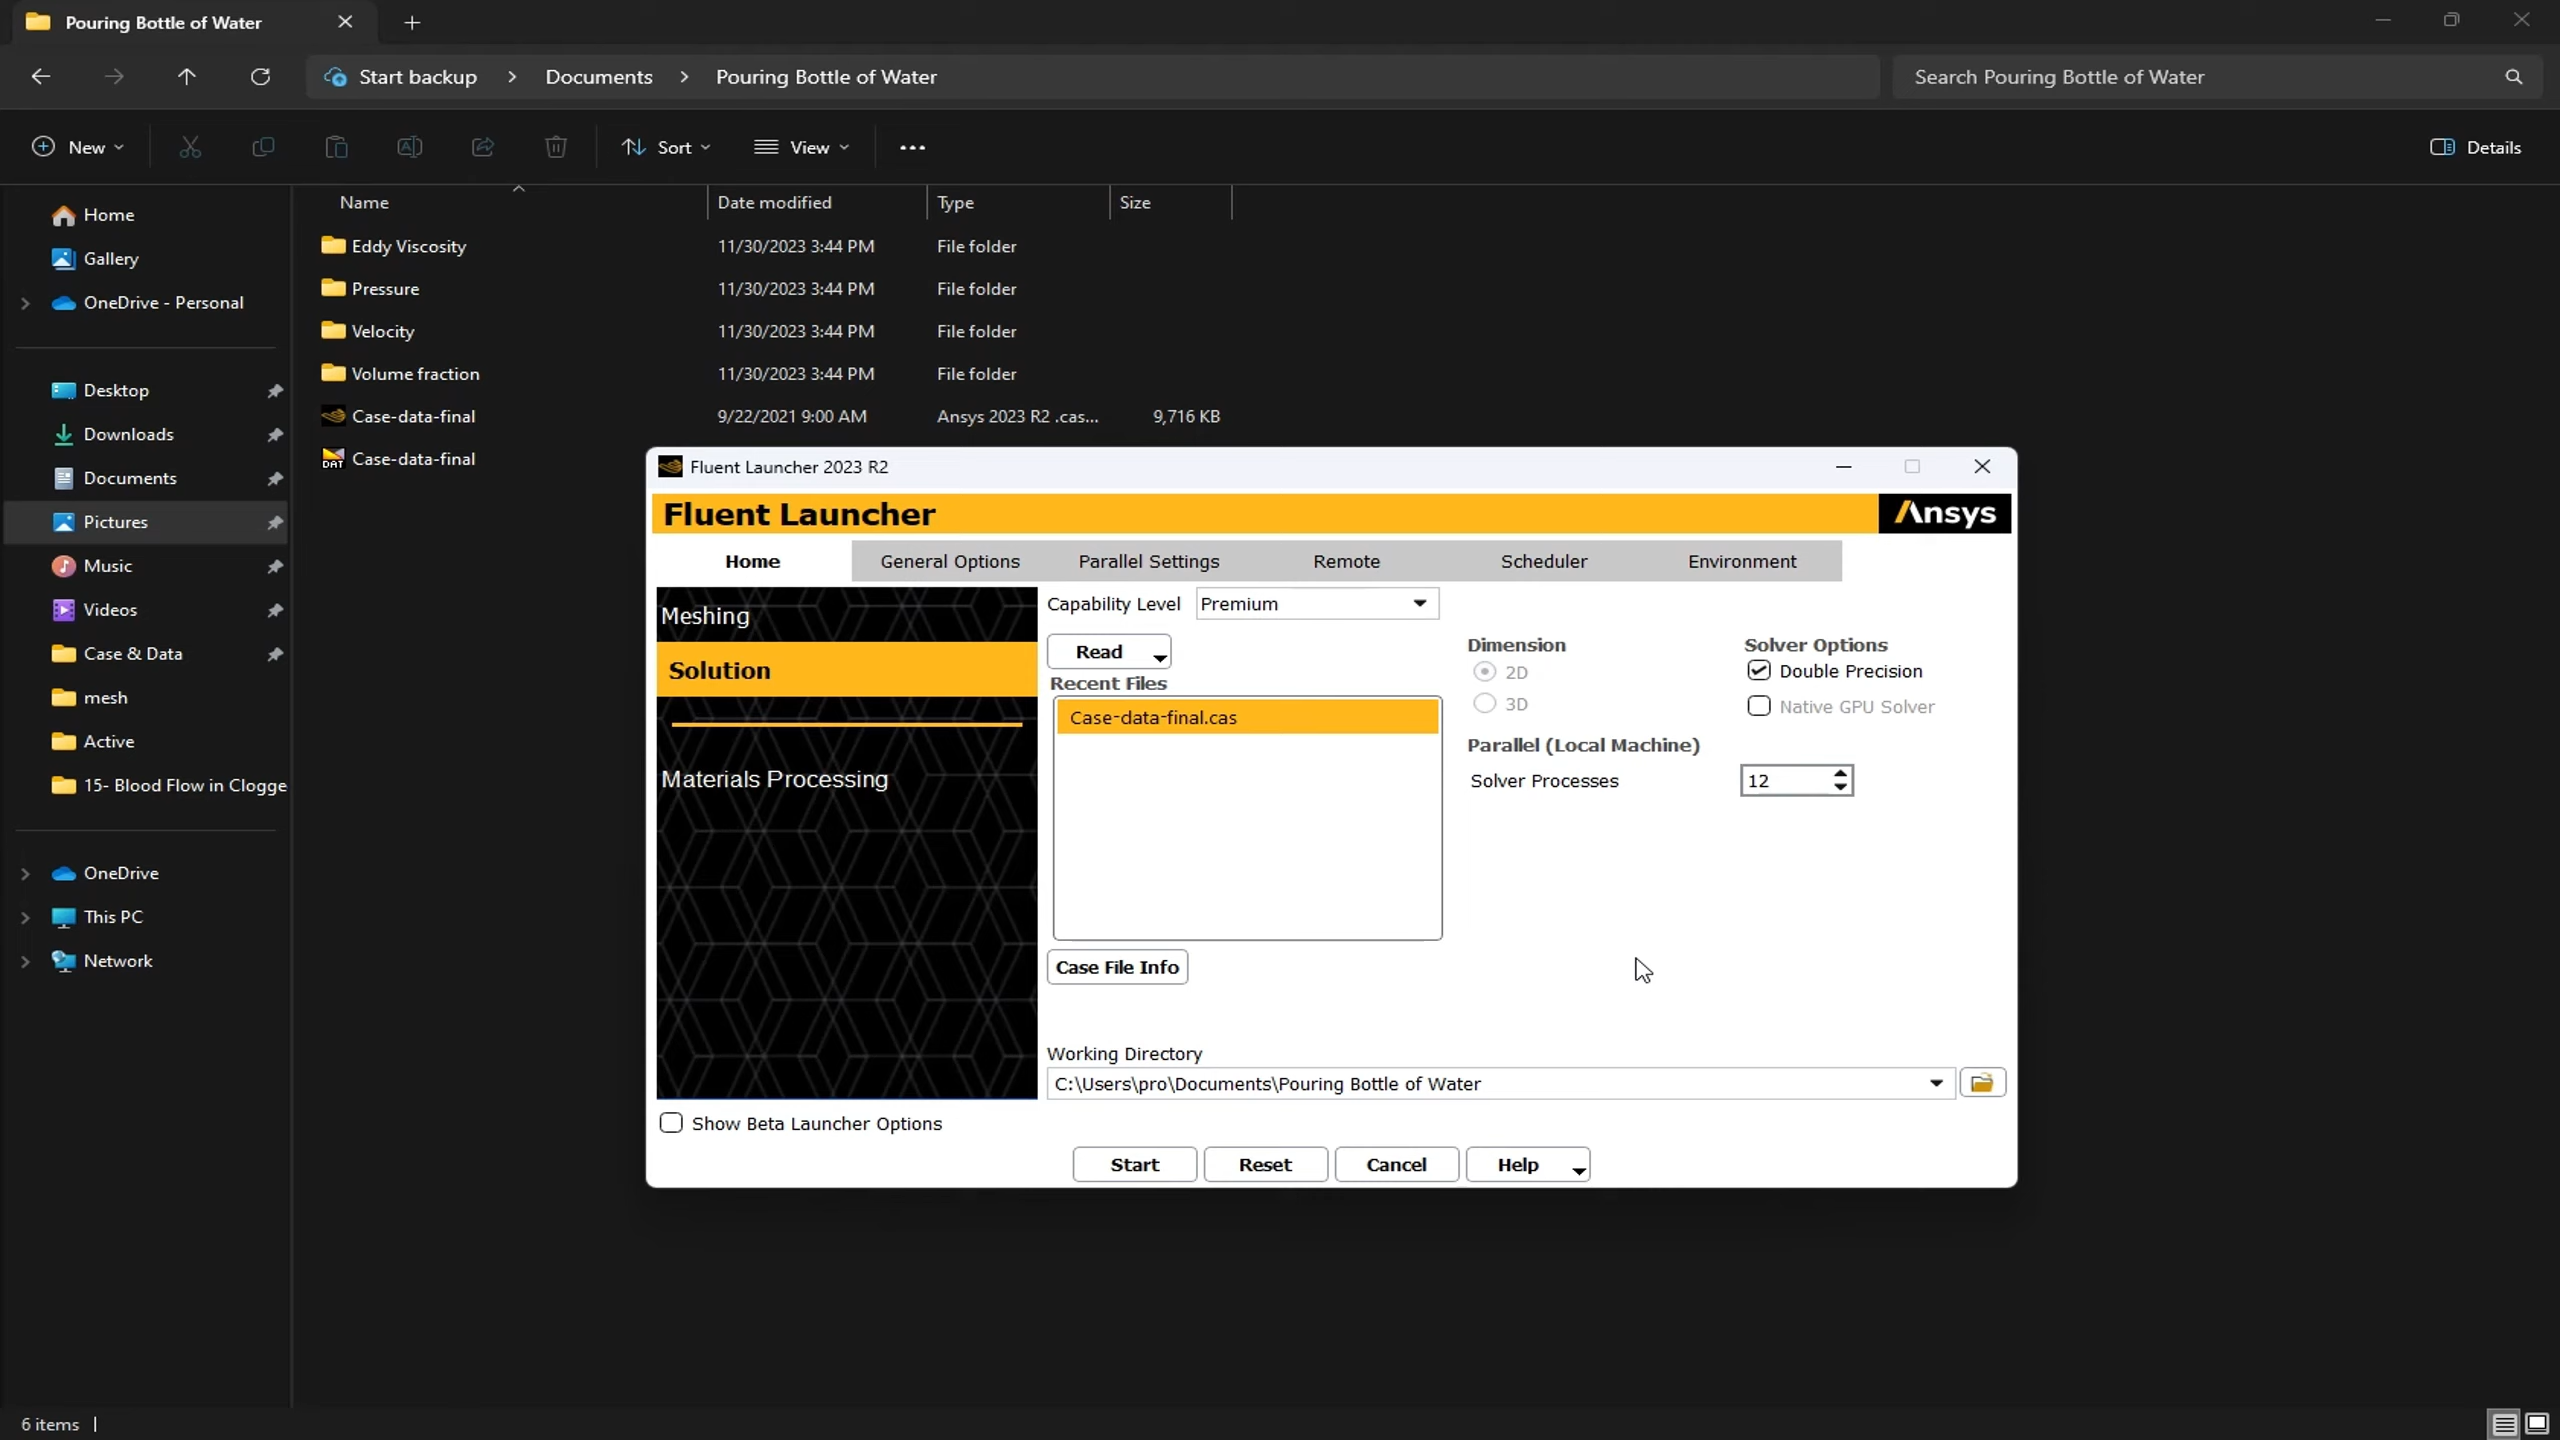 Pouring Bottle of Water
Start backup > Documents > Pouring Bottle of Water
Search Pouring Bottle of Water
New
Sort
View
Details
Home
Gallery
OneDrive - Personal
Desktop
Downloads
Documents
Pictures
Music
Videos
Case & Data
mesh
Active
15- Blood Flow in Clogge
OneDrive
This PC
Network
Name Date modified Type Size
Eddy Viscosity 11/30/2023 3:44 PM File folder
Pressure 11/30/2023 3:44 PM File folder
Velocity 11/30/2023 3:44 PM File folder
Volume fraction 11/30/2023 3:44 PM File folder
Case-data-final 9/22/2021 9:00 AM Ansys 2023 R2 .cas... 9,716 KB
DAT Case-data-final
Fluent Launcher 2023 R2
Fluent Launcher Ansys
Home General Options Parallel Settings Remote Scheduler Environment
Meshing
Solution
Materials Processing
Capability Level Premium
Read
Recent Files
Case-data-final.cas
Case File Info
Dimension
2D
3D
Solver Options
Double Precision
Native GPU Solver
Parallel (Local Machine)
Solver Processes 12
Working Directory
C:\Users\pro\Documents\Pouring Bottle of Water
Show Beta Launcher Options
Start Reset Cancel Help
6 items